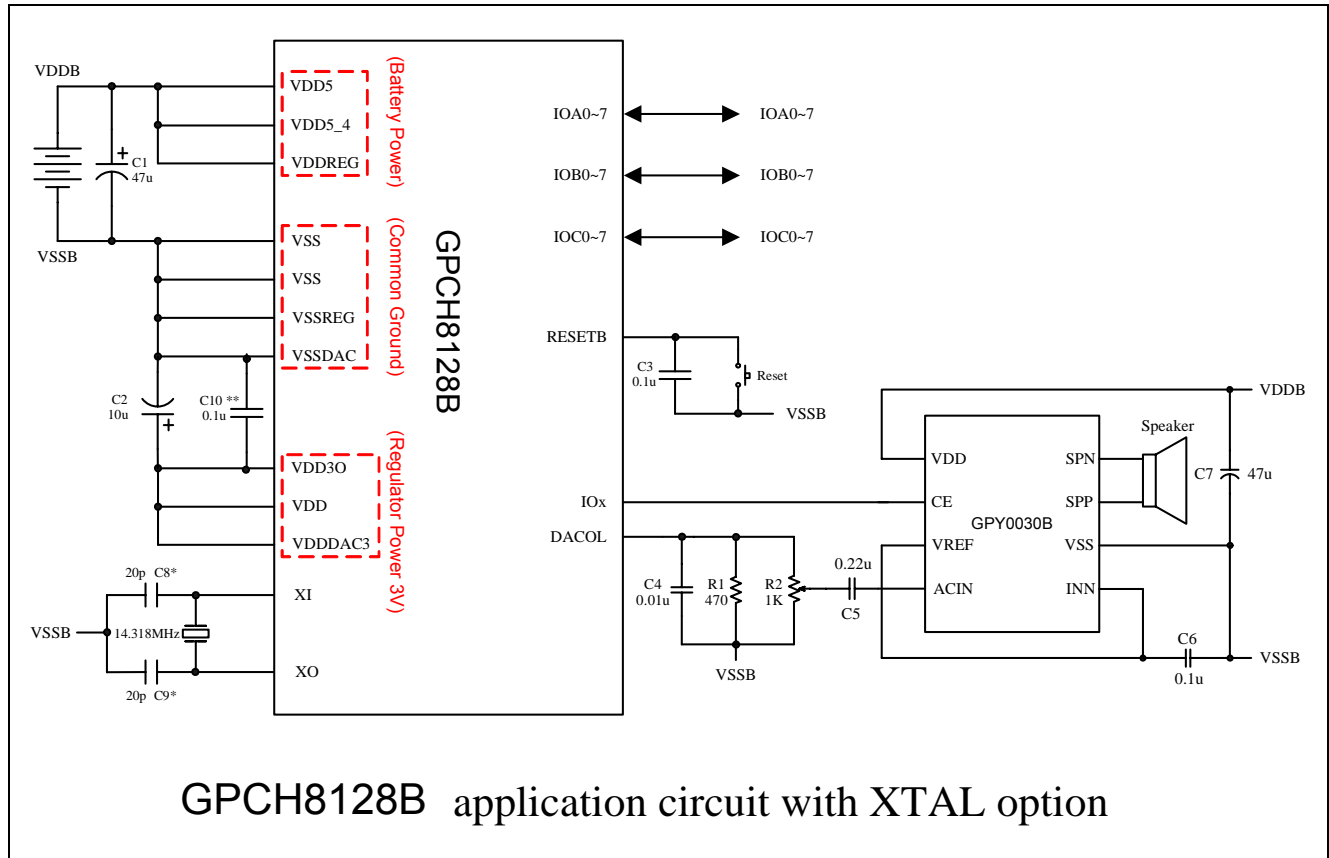 VDDB
VDD5
VDD5_4
VDDREG
(Battery Power)
C1
47u
VSSB
VSS
VSS
VSSREG
VSSDAC
(Common Ground)
C2
10u
C10 **
0.1u
VDD3O
VDD
VDDDAC3
(Regulator Power 3V)
20p C8*
XI
VSSB
14.318MHz
XO
20p C9*
GPCH8128B
IOA0~7
IOA0~7
IOB0~7
IOB0~7
IOC0~7
IOC0~7
RESETB
C3
0.1u
Reset
VSSB
IOx
DACOL
C4
0.01u
R1
470
R2
1K
VSSB
0.22u
C5
VDD
CE
VREF
ACIN
GPY0030B
SPN
SPP
VSS
INN
Speaker
VDDB
C7
47u
C6
0.1u
VSSB
GPCH8128B application circuit with XTAL option